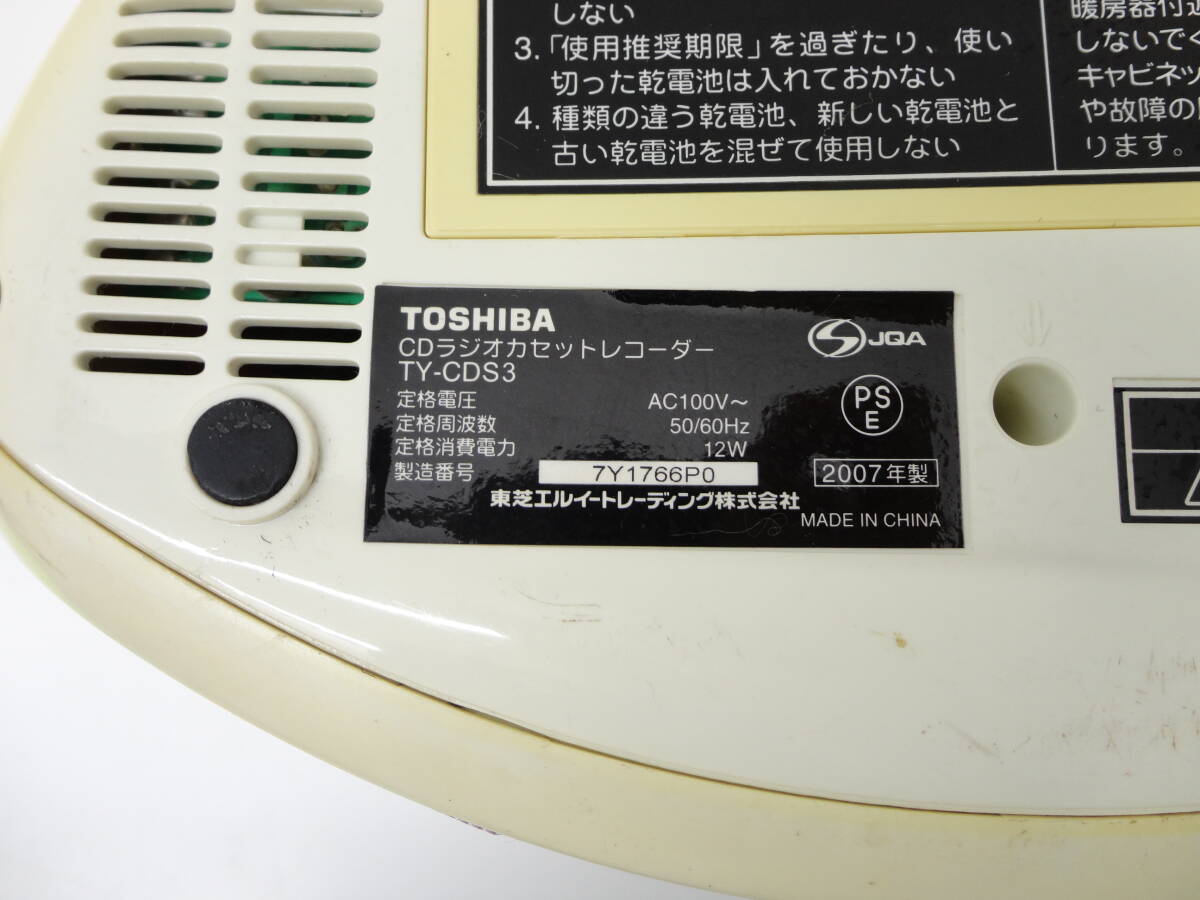 しない
3.「使用推奨期限」を過ぎたり、使い
切った乾電池は入れておかない
4. 種類の違う乾電池、新しい乾電池と
古い乾電池を混ぜて使用しない
暖房器付近
しないでく
キャビネッ
や故障の
ります。
TOSHIBA
CDラジオカセットレコーダー
TY-CDS3
定格電圧 AC100V～
定格周波数 50/60Hz
定格消費電力 12W
製造番号 7Y1766P0
東芝エルイートレーディング株式会社
JQA
PS
E
2007年製
MADE IN CHINA